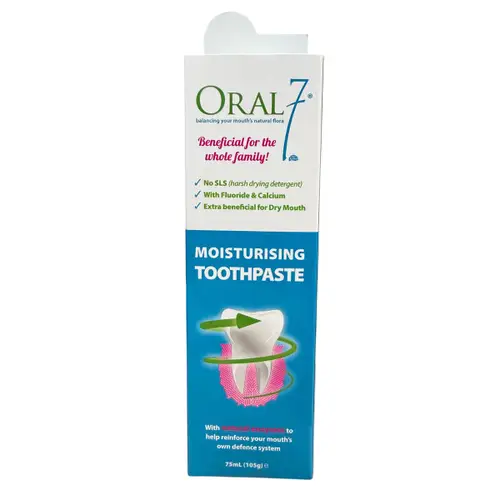 ORAL7®
balancing your mouth's natural flora
Beneficial for the
whole family!
✓ No SLS (harsh drying detergent)
✓ With Fluoride & Calcium
✓ Extra beneficial for Dry Mouth
MOISTURISING
TOOTHPASTE
With to
help reinforce your mouth's
own defence system
75mL (105g) e